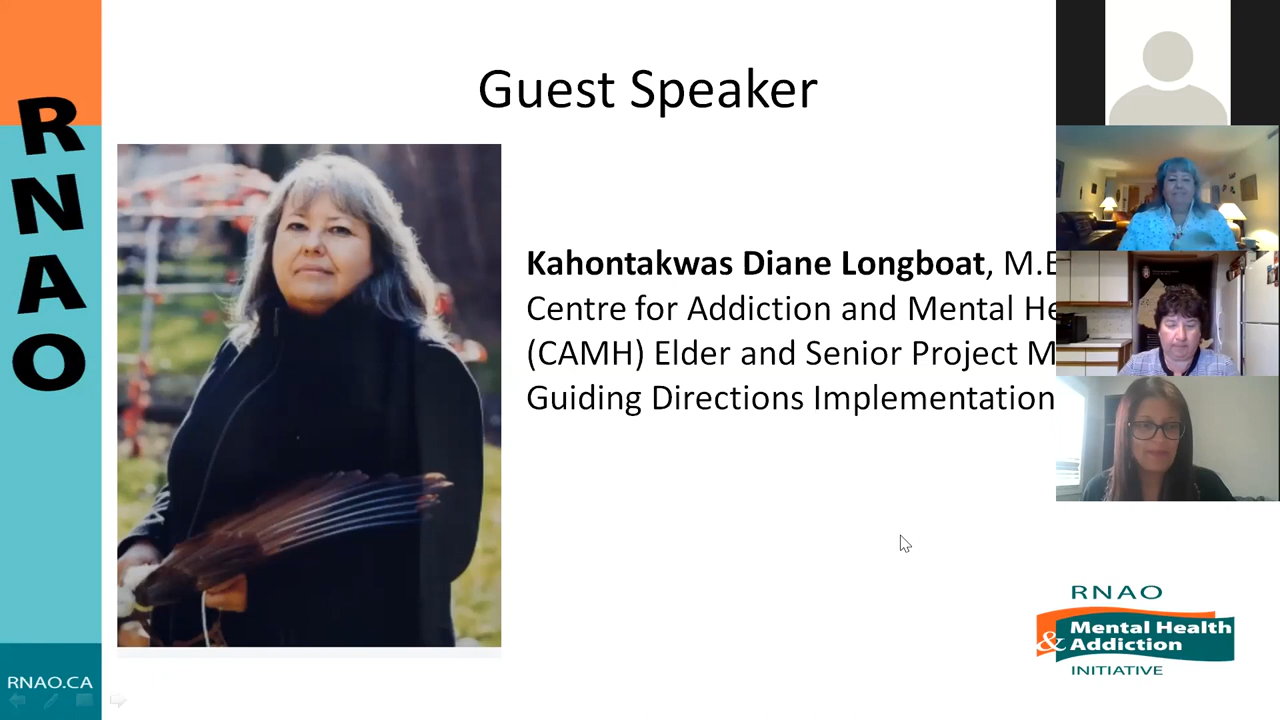 Guest Speaker
RNAO
Kahontakwas Diane Longboat, M.E
Centre for Addiction and Mental He
(CAMH) Elder and Senior Project M
Guiding Directions Implementation
RNAO
& Mental Health
Addiction
INITIATIVE
RNAO.CA